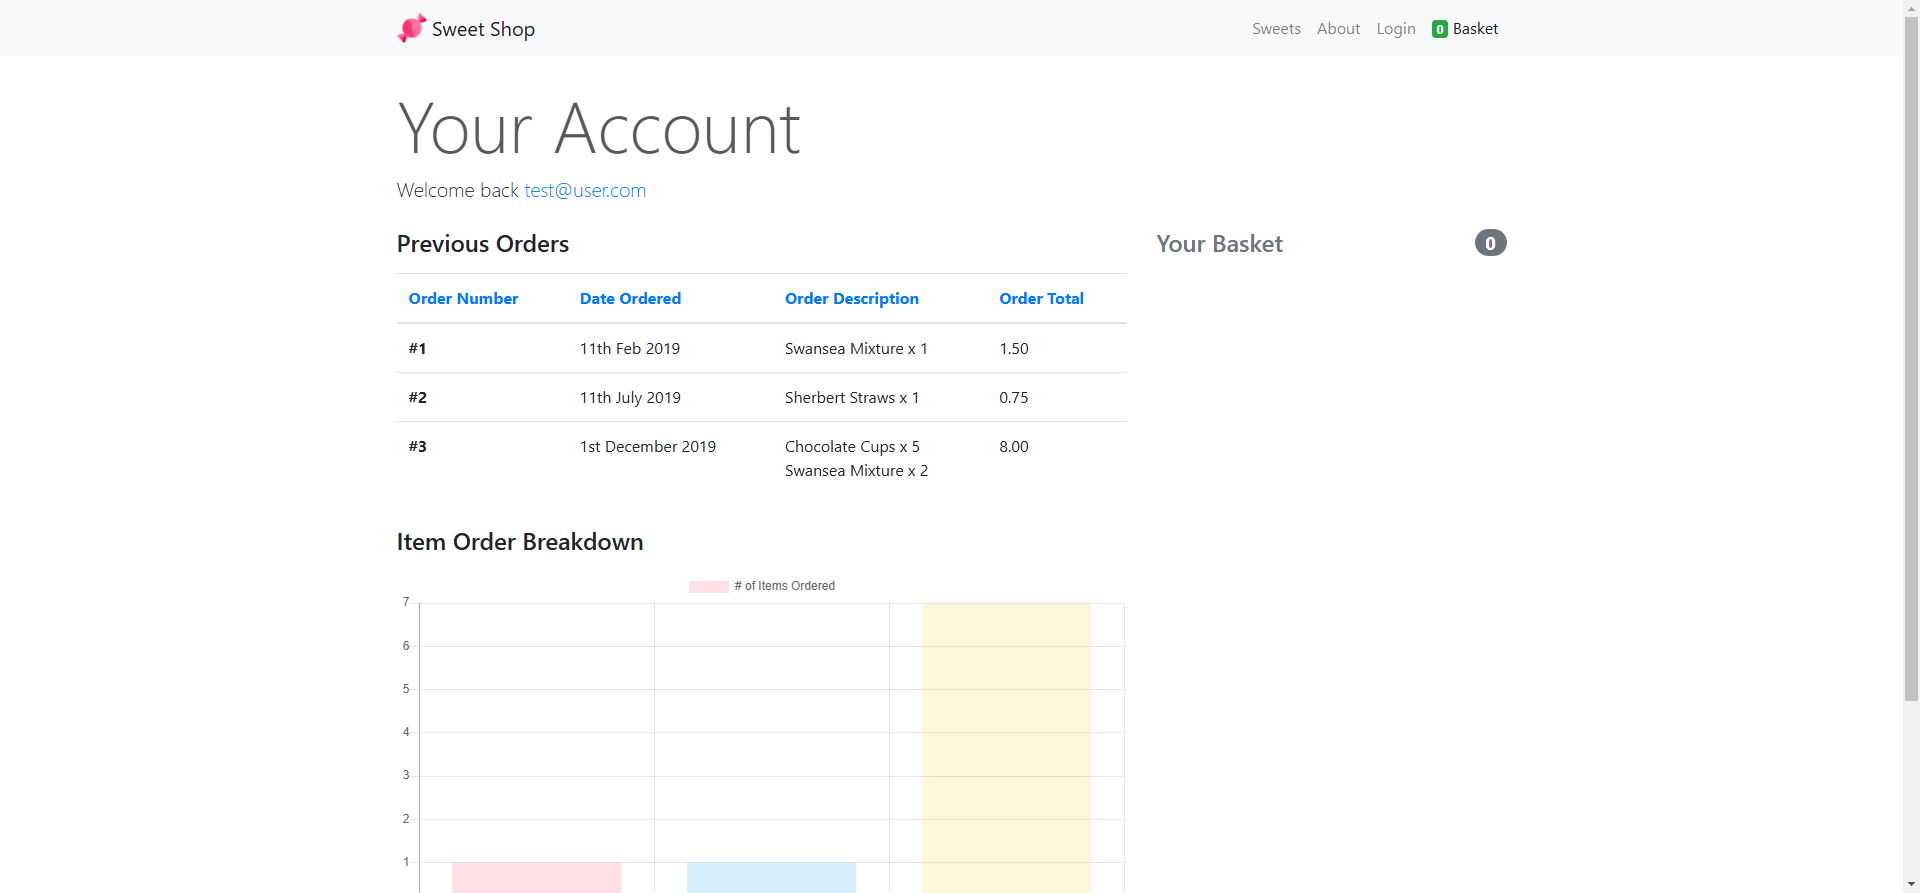 Sweet Shop
Sweets About Login 0 Basket
Your Account
Welcome back test@user.com
Previous Orders
Order Number Date Ordered Order Description Order Total
#1 11th Feb 2019 Swansea Mixture x 1 1.50
#2 11th July 2019 Sherbert Straws x 1 0.75
#3 1st December 2019 Chocolate Cups x 5 8.00
Swansea Mixture x 2
Your Basket 0
Item Order Breakdown
# of Items Ordered
7
6
5
4
3
2
1